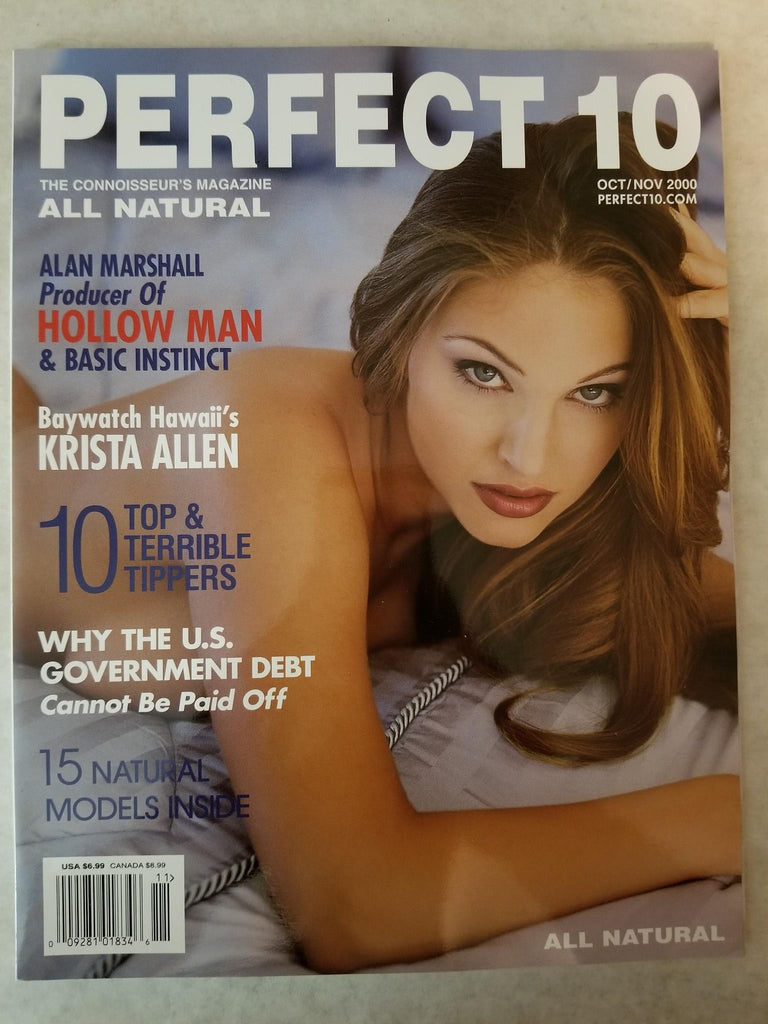 PERFECT 10
THE CONNOISSEUR'S MAGAZINE
ALL NATURAL
OCT/NOV 2000
PERFECT10.COM
ALAN MARSHALL
Producer Of
HOLLOW MAN
& BASIC INSTINCT
Baywatch Hawaii's
KRISTA ALLEN
10 TOP &
TERRIBLE
TIPPERS
WHY THE U.S.
GOVERNMENT DEBT
Cannot Be Paid Off
15 NATURAL
MODELS INSIDE
USA $6.99 CANADA $8.99
11>
0 09281 01834 6
ALL NATURAL